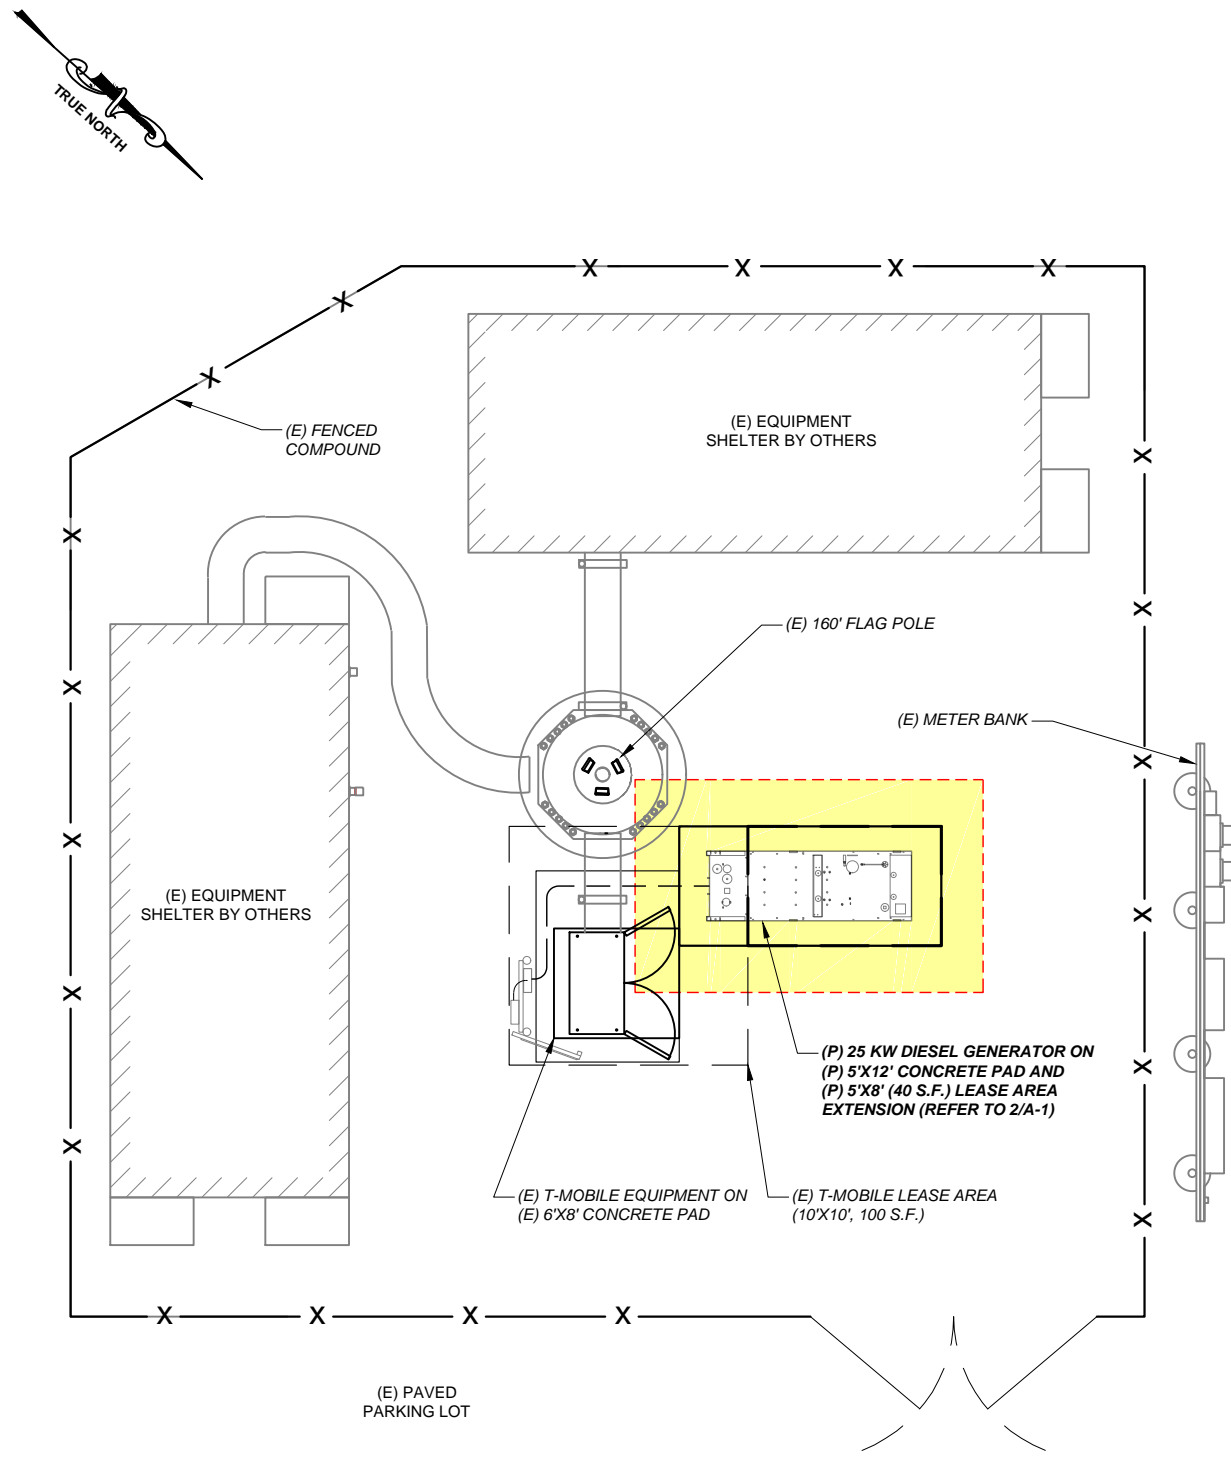 TRUE NORTH
(E) FENCED
COMPOUND
(E) EQUIPMENT
SHELTER BY OTHERS
(E) 160' FLAG POLE
(E) METER BANK
(E) EQUIPMENT
SHELTER BY OTHERS
(P) 25 KW DIESEL GENERATOR ON
(P) 5'X12' CONCRETE PAD AND
(P) 5'X8' (40 S.F.) LEASE AREA
EXTENSION (REFER TO 2/A-1)
(E) T-MOBILE EQUIPMENT ON
(E) 6'X8' CONCRETE PAD
(E) T-MOBILE LEASE AREA
(10'X10', 100 S.F.)
(E) PAVED
PARKING LOT